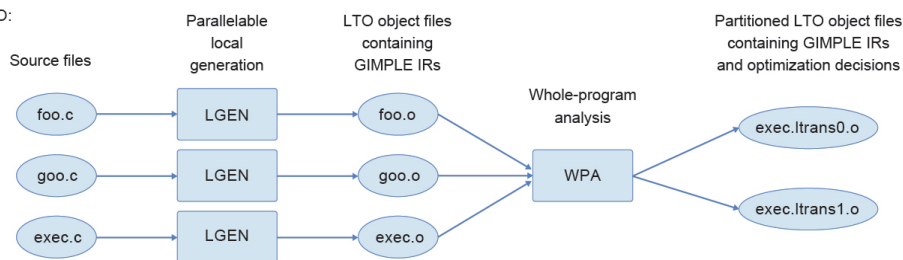 O:
Source files
Parallelable
local
generation
LTO object files
containing
GIMPLE IRs
Whole-program
analysis
Partitioned LTO object files
containing GIMPLE IRs
and optimization decisions
foo.c
LGEN
foo.o
exec.ltrans0.o
goo.c
LGEN
goo.o
WPA
exec.ltrans1.o
exec.c
LGEN
exec.o